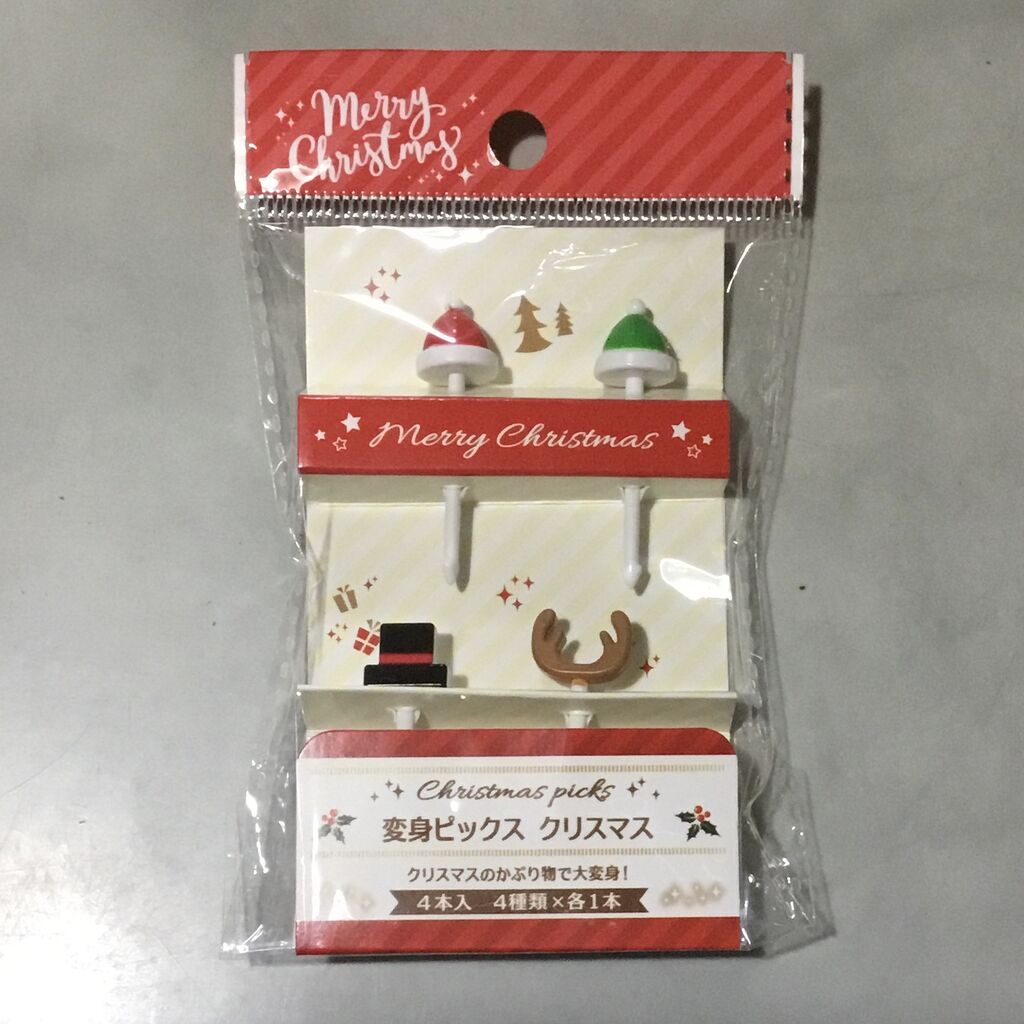 Merry
Christmas
Merry Christmas
Christmas picks
変身ピックス クリスマス
クリスマスのかぶり物で大変身！
4本入 4種類×各1本